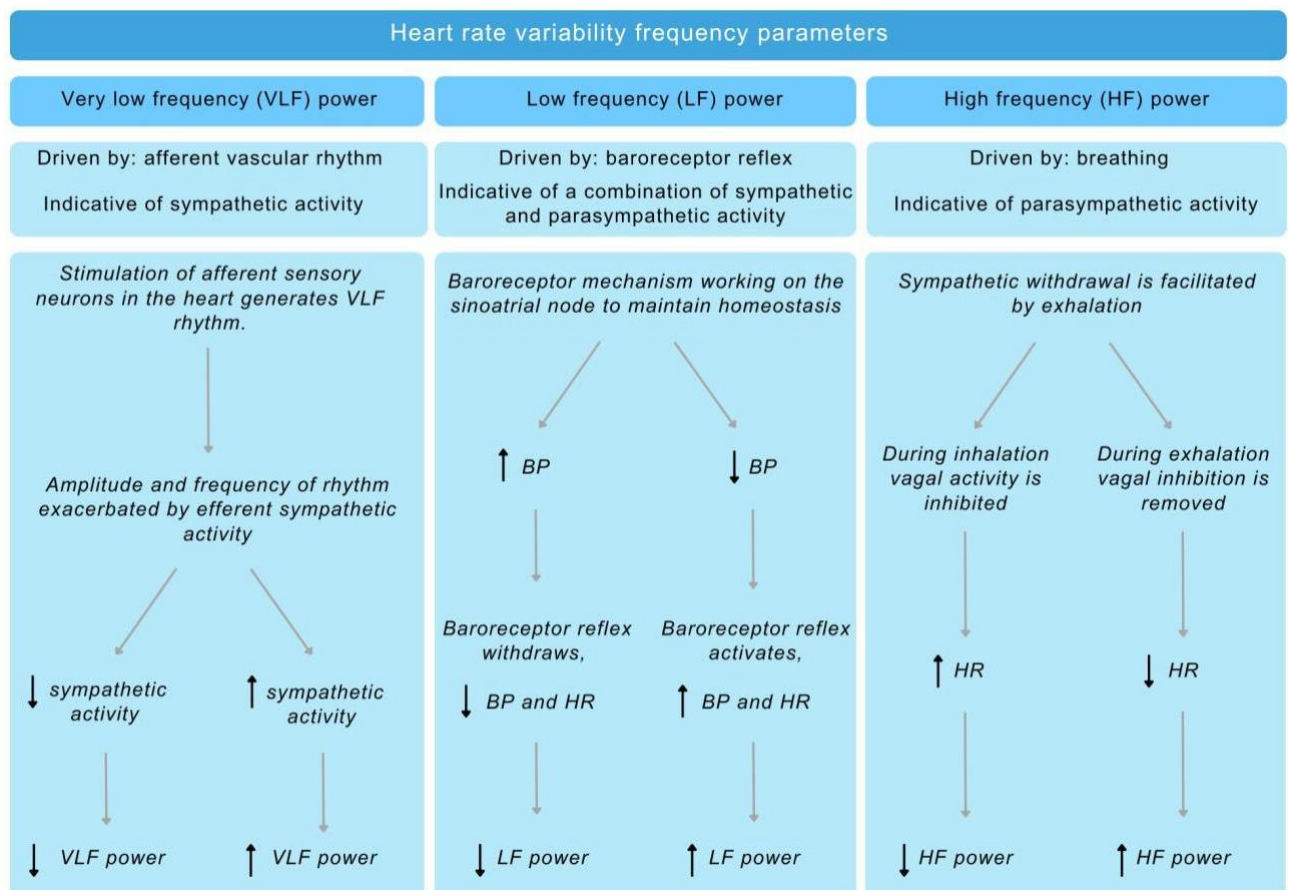 Heart rate variability frequency parameters
Very low frequency (VLF) power
Low frequency (LF) power
High frequency (HF) power
Driven by: afferent vascular rhythm
Indicative of sympathetic activity
Driven by: baroreceptor reflex
Indicative of a combination of sympathetic
and parasympathetic activity
Driven by: breathing
Indicative of parasympathetic activity
Stimulation of afferent sensory
neurons in the heart generates VLF
rhythm.
Amplitude and frequency of rhythm
exacerbated by efferent sympathetic
activity
↓ sympathetic
activity
↑ sympathetic
activity
↓ VLF power
↑ VLF power
Baroreceptor mechanism working on the
sinoatrial node to maintain homeostasis
↑ BP
↓ BP
Baroreceptor reflex
withdraws,
↓ BP and HR
Baroreceptor reflex
activates,
↑ BP and HR
↓ LF power
↑ LF power
Sympathetic withdrawal is facilitated
by exhalation
During inhalation
vagal activity is
inhibited
During exhalation
vagal inhibition is
removed
↑ HR
↓ HR
↓ HF power
↑ HF power